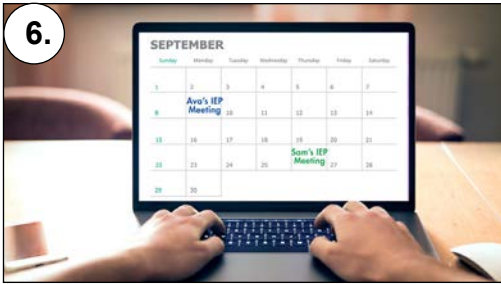 6.
SEPTEMBER
Sunday Monday Tuesday Wednesday Thursday Friday Saturday
1 2 3 4 5 6 7
Ava's IEP
8 Meeting 10 11 12 13 14
15 16 17 18 19 20 21
Sam's IEP
22 23 24 25 Meeting 27 28
29 30